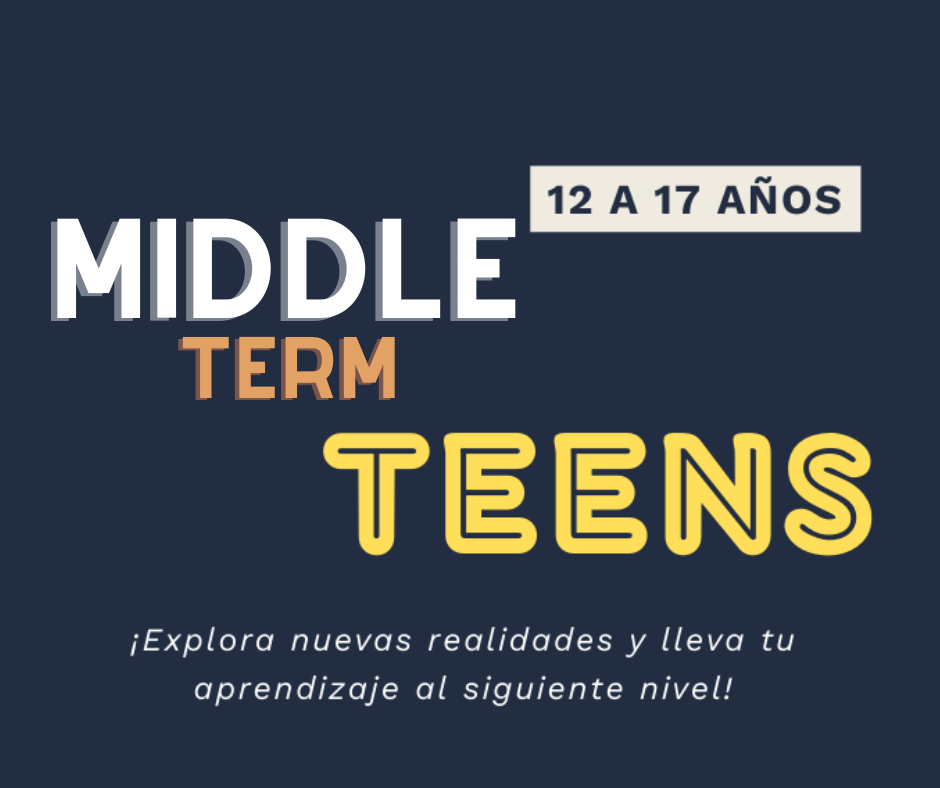 12 A 17 AÑOS
MIDDLE
TERM
TEENS
¡Explora nuevas realidades y lleva tu
aprendizaje al siguiente nivel!